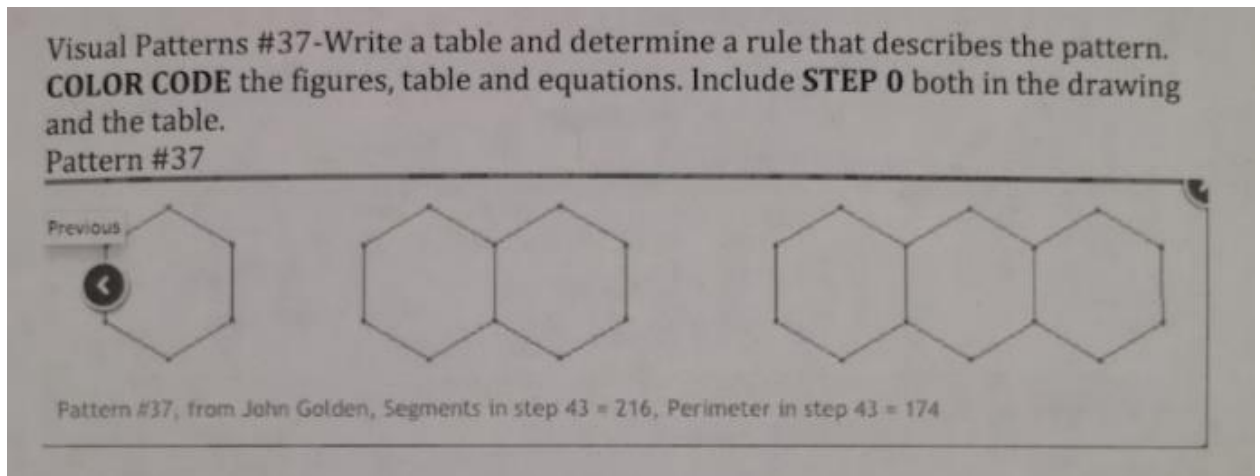 Visual Patterns #37-Write a table and determine a rule that describes the pattern.
COLOR CODE the figures, table and equations. Include STEP 0 both in the drawing
and the table.
Pattern #37
Previous
Pattern #37, from John Golden, Segments in step 43 = 216, Perimeter in step 43 = 174